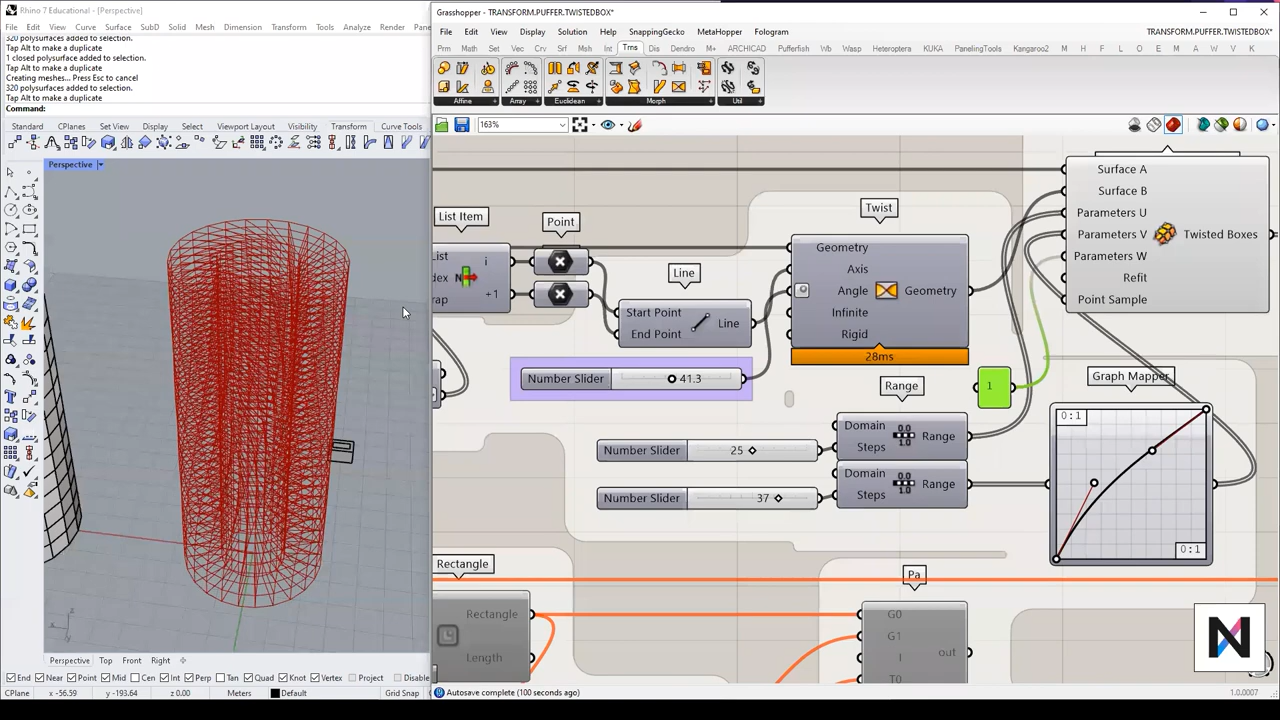 Rhino 7 Educational - [Perspective]
File Edit View Curve Surface SubD Solid Mesh Dimension Transform Tools Analyze Render
320 polysurfaces added to selection.
Tap Alt to make a duplicate
1 closed polysurface added to selection.
Tap Alt to make a duplicate
Creating meshes... Press Esc to cancel
320 polysurfaces added to selection.
Tap Alt to make a duplicate
Command:
Standard CPlanes Set View Display Select Viewport Layout Visibility Transform Curve Tools
Perspective
Perspective Top Front Right
End Near Point Mid Cen Int Perp Tan Quad Knot Vertex Project Disable
CPlane x -56.59 y -193.64 z 0.00 Meters Default Grid Snap
Grasshopper - TRANSFORM.PUFFER.TWISTEDBOX*
File Edit View Display Solution Help SnappingGecko MetaHopper Fologram TRANSFORM.PUFFER.TWISTEDBOX*
Prm Math Set Vec Crv Srf Msh Int Trns Dis Dendro M+ ARCHICAD Pufferfish Wb Wasp Heteroptera KUKA PanelingTools Kangaroo2 M H F L E A M M N A K L D W V
Affine Array Euclidean Morph Util
163%
List Item
List
i
+1
Point
Line
Start Point
End Point
Line
Number Slider 41.3
Twist
Geometry
Axis
Angle
Infinite
Rigid
Geometry
28ms
Surface A
Surface B
Parameters U
Parameters V
Parameters W
Refit
Point Sample
Twisted Boxes
Range
1
Number Slider 25
Domain
Steps
Range
Number Slider 37
Domain
Steps
Range
Graph Mapper
0 : 1
0 : 1
Rectangle
Rectangle
Length
Pa
G0
G1
I
T0
out
N
Autosave complete (100 seconds ago)
1.0.0007